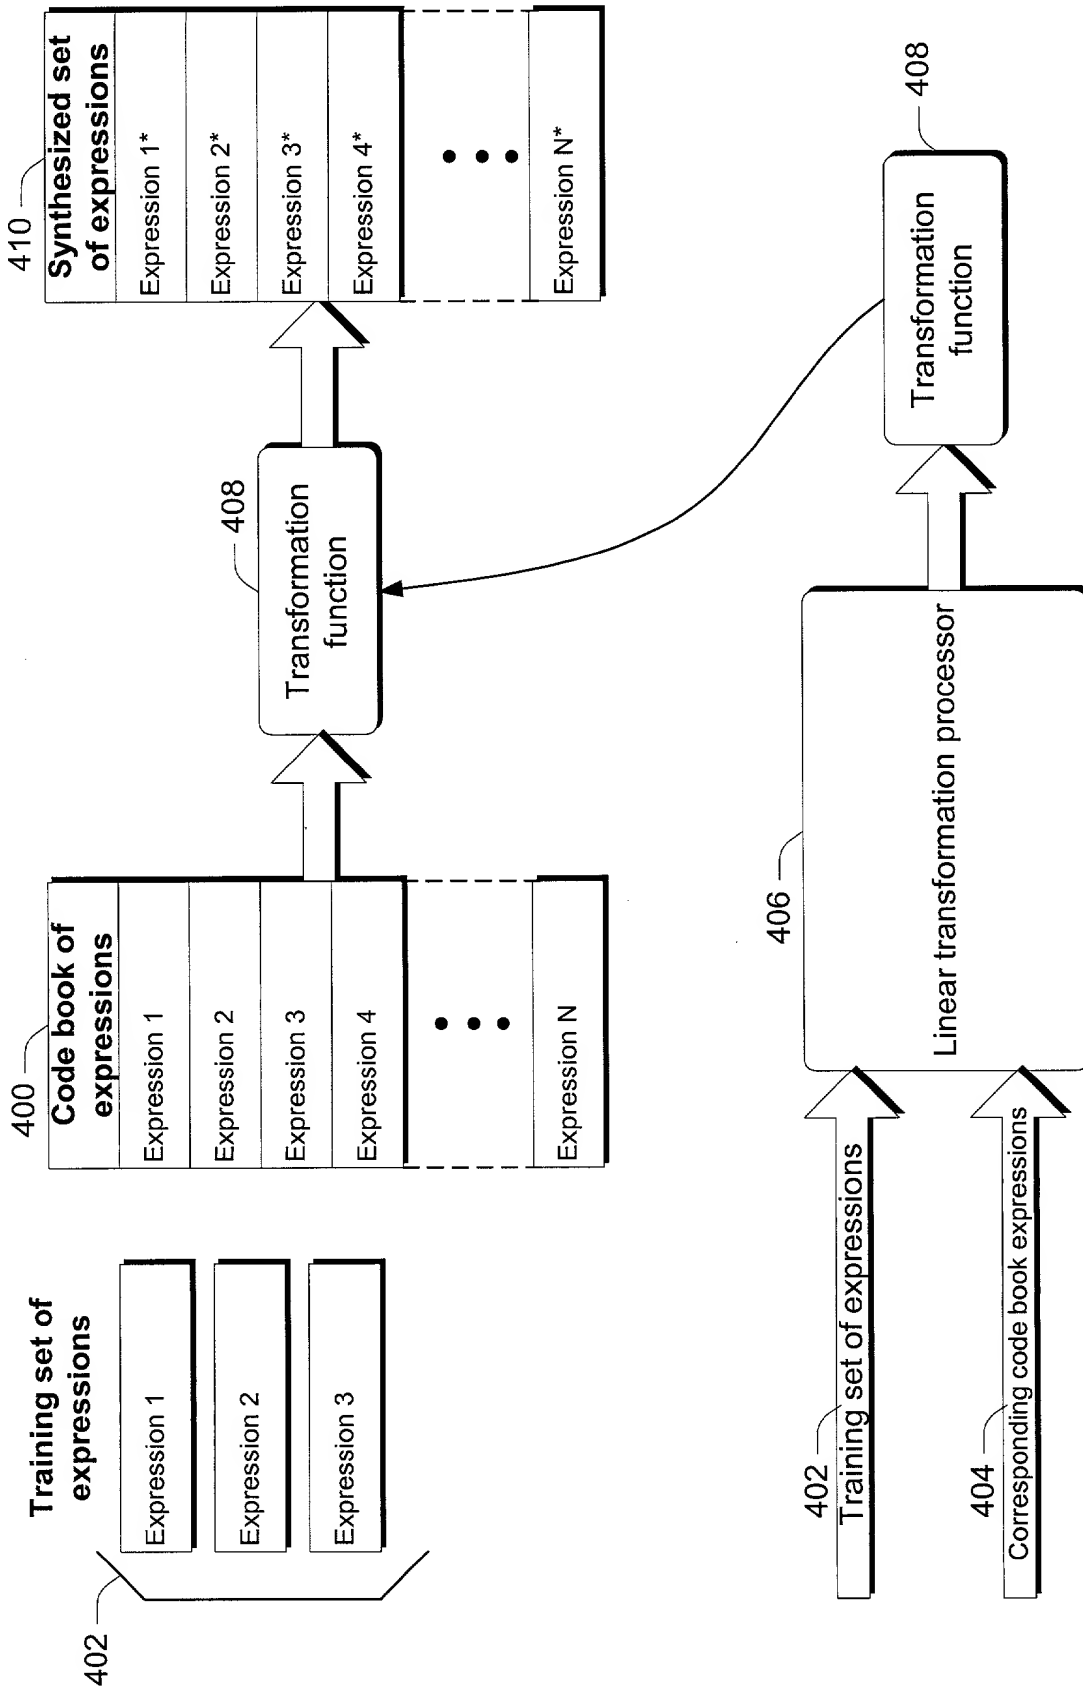 402
Training set of
expressions
Expression 1
Expression 2
Expression 3
400
Code book of
expressions
Expression 1
Expression 2
Expression 3
Expression 4
Expression N
408
Transformation
function
410
Synthesized set
of expressions
Expression 1*
Expression 2*
Expression 3*
Expression 4*
Expression N*
402
Training set of expressions
404
Corresponding code book expressions
406
Linear transformation processor
Transformation
function
408